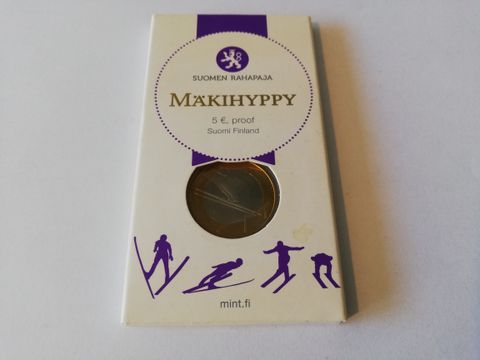 SUOMEN RAHAPAJA
MÄKIHYPPY
5 €, proof
Suomi Finland
mint.fi